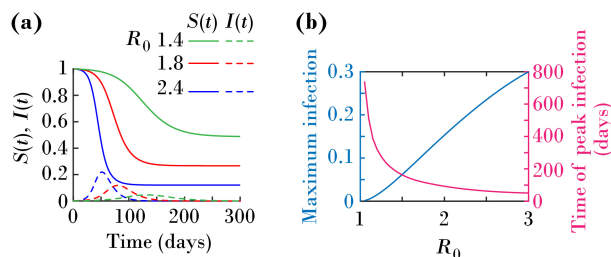 (a)
S(t) I(t)
R0 1.4
1.8
2.4
S(t), I(t)
1
0.8
0.6
0.4
0.2
0
0 100 200 300
Time (days)
(b)
Maximum infection
0.3
0.2
0.1
0
1 2 3
R0
800
600
400
200
0
Time of peak infection
(days)